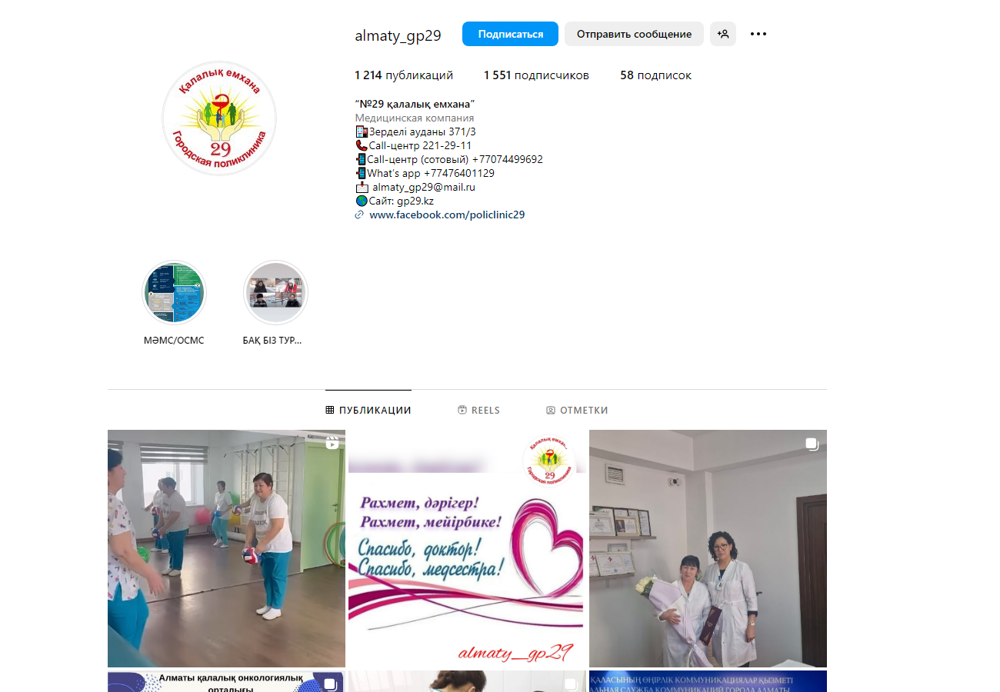 almaty_gp29
Подписаться
Отправить сообщение
1 214 публикаций
1 551 подписчиков
58 подписок
Қалалық емхана
29
Городская поликлиника
“№29 қалалық емхана”
Медицинская компания
Зерделі ауданы 371/3
Call-центр 221-29-11
Call-центр (сотовый) +77074499692
What's app +77476401129
almaty_gp29@mail.ru
Сайт: gp29.kz
www.facebook.com/policlinic29
МӘМС/ОСМС
БАҚ БІЗ ТУР...
ПУБЛИКАЦИИ
REELS
ОТМЕТКИ
Қалалық емхан...
29
Городская поликлиника
Рахмет, дәрігер!
Рахмет, мейірбике!
Спасибо, доктор!
Спасибо, медсестра!
almaty_gp29
Алматы қалалық онкологиялық
орталығы
ҚАЛАСЫНЫҢ ӨҢІРЛІК КОММУНИКАЦИЯЛАР ҚЫЗМЕТІ
АЛЬНАЯ СЛУЖБА КОММУНИКАЦИЙ ГОРОДА АЛМАТЫ